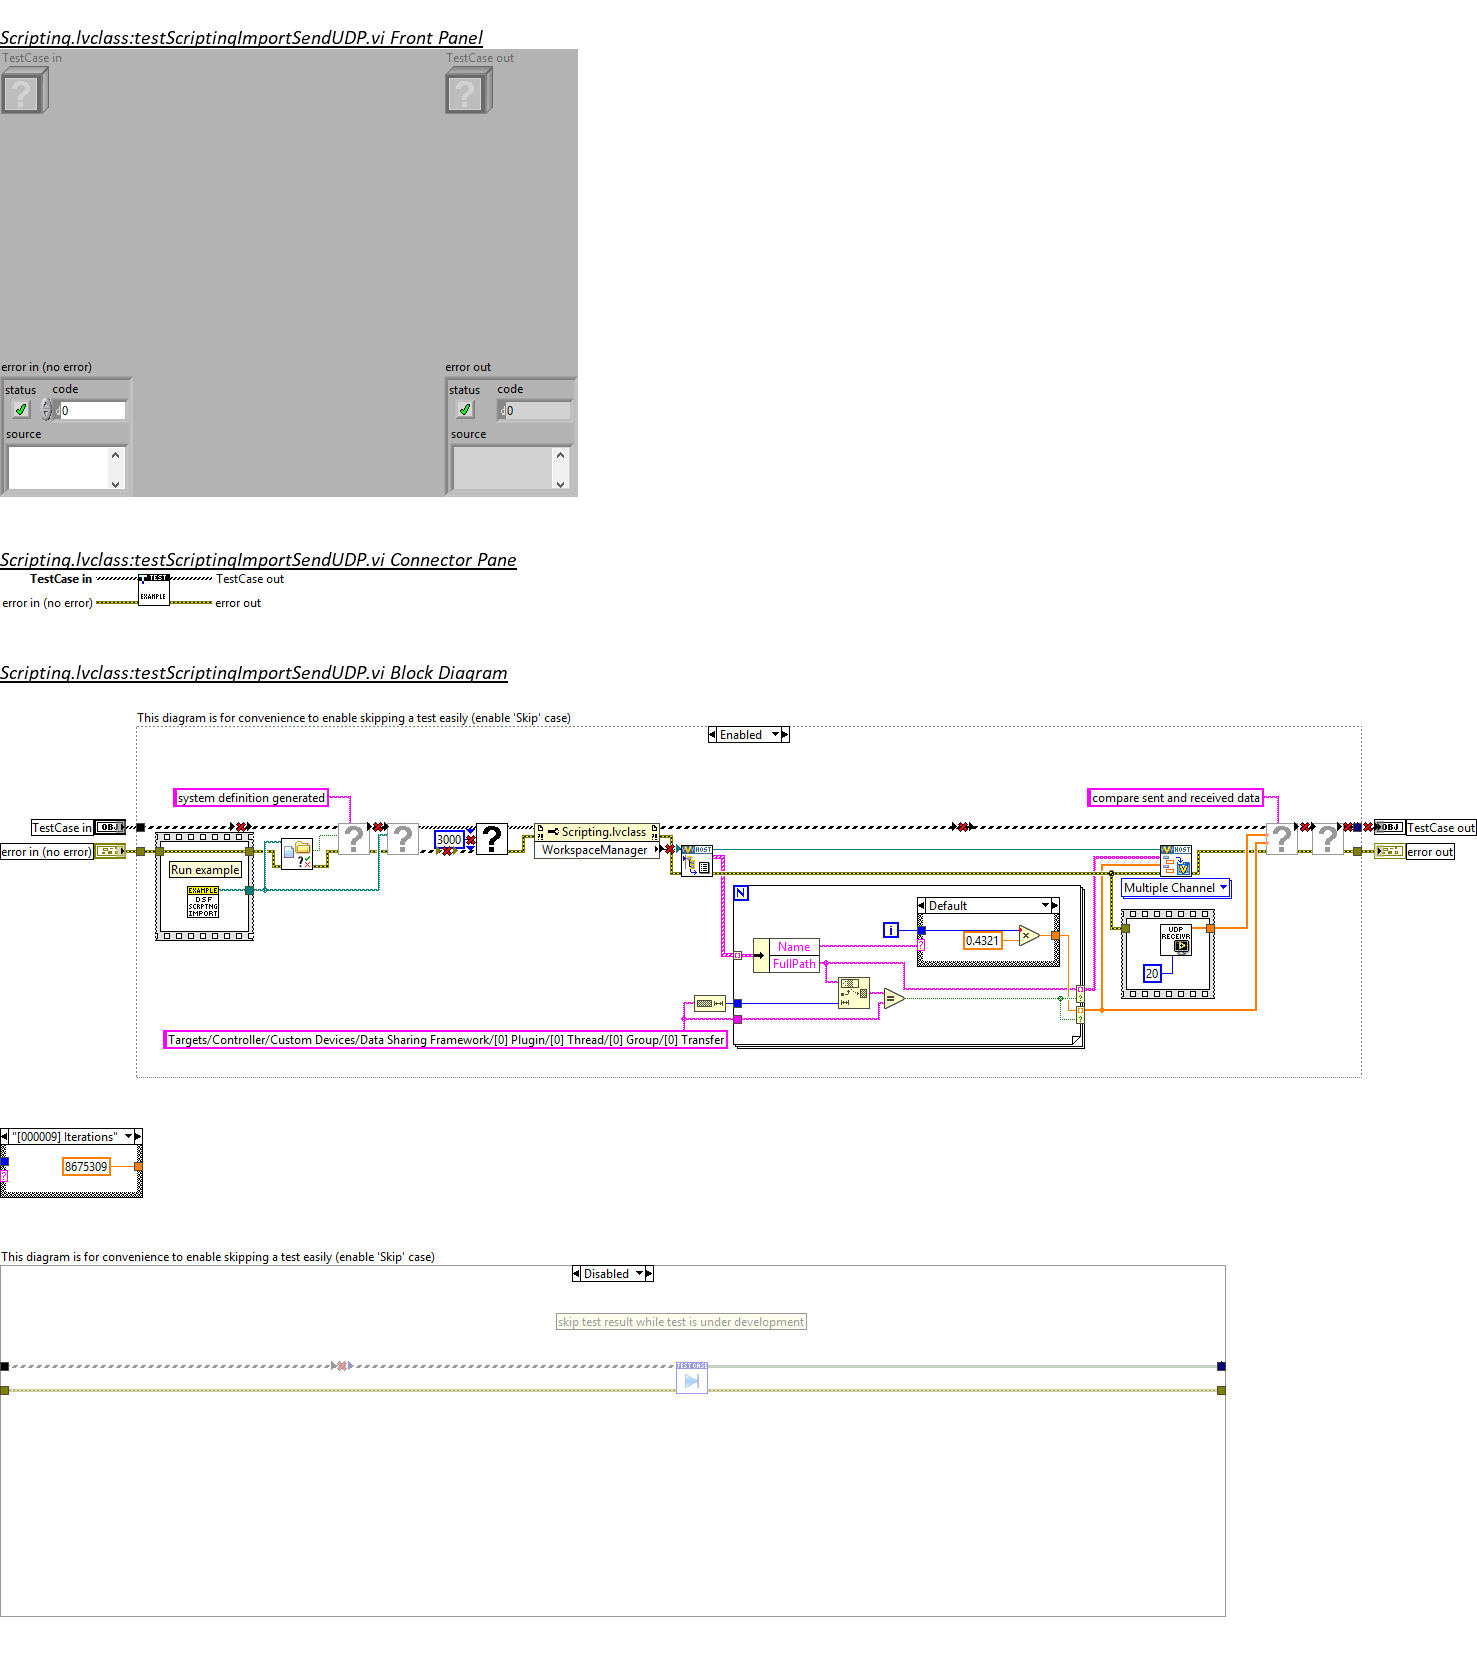 Scripting.lvclass:testScriptingImportSendUDP.vi Front Panel
TestCase in
TestCase out
error in (no error)
error out
status
code
status
code
0
0
source
source
Scripting.lvclass:testScriptingImportSendUDP.vi Connector Pane
TestCase in
TestCase out
TEST
EXAMPLE
error in (no error)
error out
Scripting.lvclass:testScriptingImportSendUDP.vi Block Diagram
This diagram is for convenience to enable skipping a test easily (enable 'Skip' case)
Enabled
system definition generated
compare sent and received data
TestCase in
OBJ
OBJ
TestCase out
error in (no error)
error out
3000
Scripting.lvclass
WorkspaceManager
HOST
HOST
Run example
EXAMPLE
DSF
SCRPTNG
IMPORT
Multiple Channel
N
Default
i
0.4321
Name
FullPath
UDP
RECEIVR
20
Targets/Controller/Custom Devices/Data Sharing Framework/[0] Plugin/[0] Thread/[0] Group/[0] Transfer
"[000009] Iterations"
8675309
This diagram is for convenience to enable skipping a test easily (enable 'Skip' case)
Disabled
skip test result while test is under development
TEST CASE